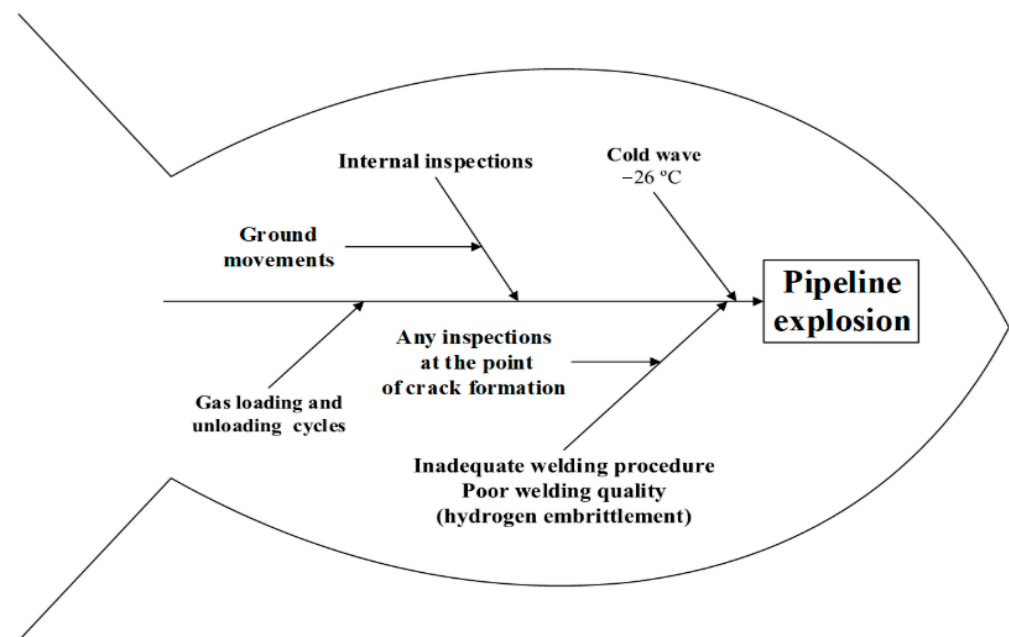 Internal inspections
Cold wave
−26 ºC
Ground
movements
Pipeline
explosion
Any inspections
at the point
of crack formation
Gas loading and
unloading cycles
Inadequate welding procedure
Poor welding quality
(hydrogen embrittlement)